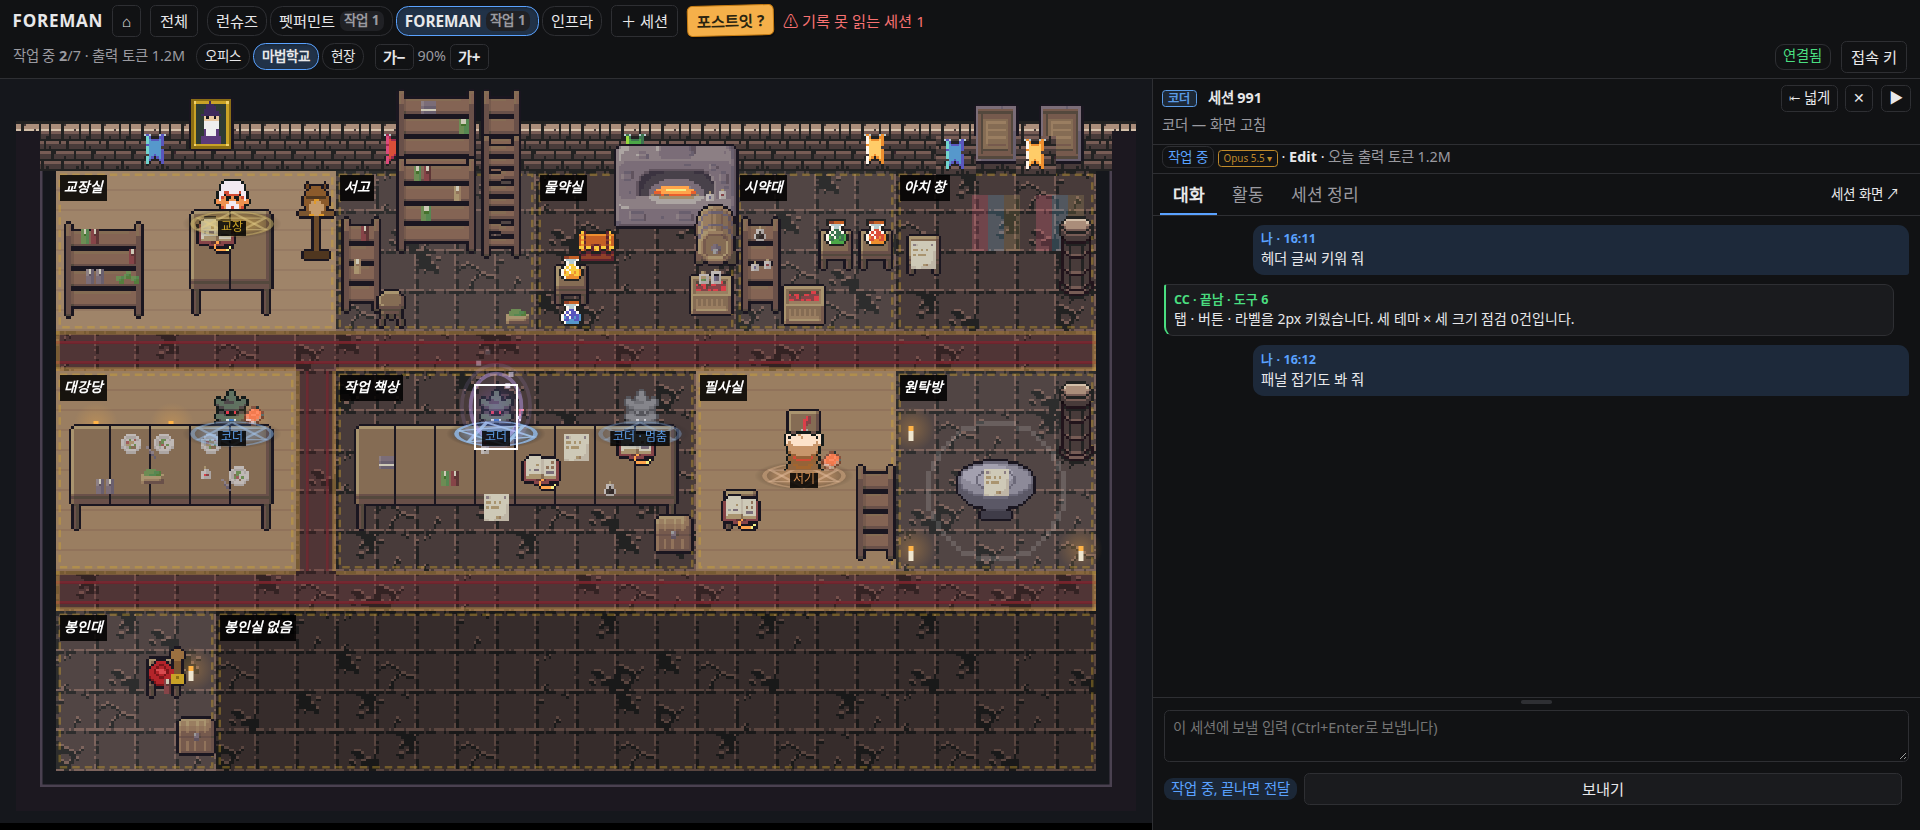 FOREMAN ⌂ 전체 런슈즈 펫퍼민트 작업 1 FOREMAN 작업 1 인프라 ＋ 세션 포스트잇 ? ⚠ 기록 못 읽는 세션 1
작업 중 2/7 · 출력 토큰 1.2M 오피스 마법학교 현장 가− 90% 가+ 연결됨 접속 키
코더 세션 991 ⇤ 넓게 ✕ ▶
코더 — 화면 고침
작업 중 Opus 5.5 ▾ · Edit · 오늘 출력 토큰 1.2M
대화 활동 세션 정리 세션 화면 ↗
나 · 16:11
헤더 글씨 키워 줘
CC · 끝남 · 도구 6
탭 · 버튼 · 라벨을 2px 키웠습니다. 세 테마 × 세 크기 점검 0건입니다.
나 · 16:12
패널 접기도 봐 줘
이 세션에 보낼 입력 (Ctrl+Enter로 보냅니다)
작업 중, 끝나면 전달 보내기
교장실 서고 물약실 시약대 아치 창
교장
대강당 작업 책상 필사실 원탁방
코더 코더 코더 · 멈춤
서기
봉인대 봉인실 없음